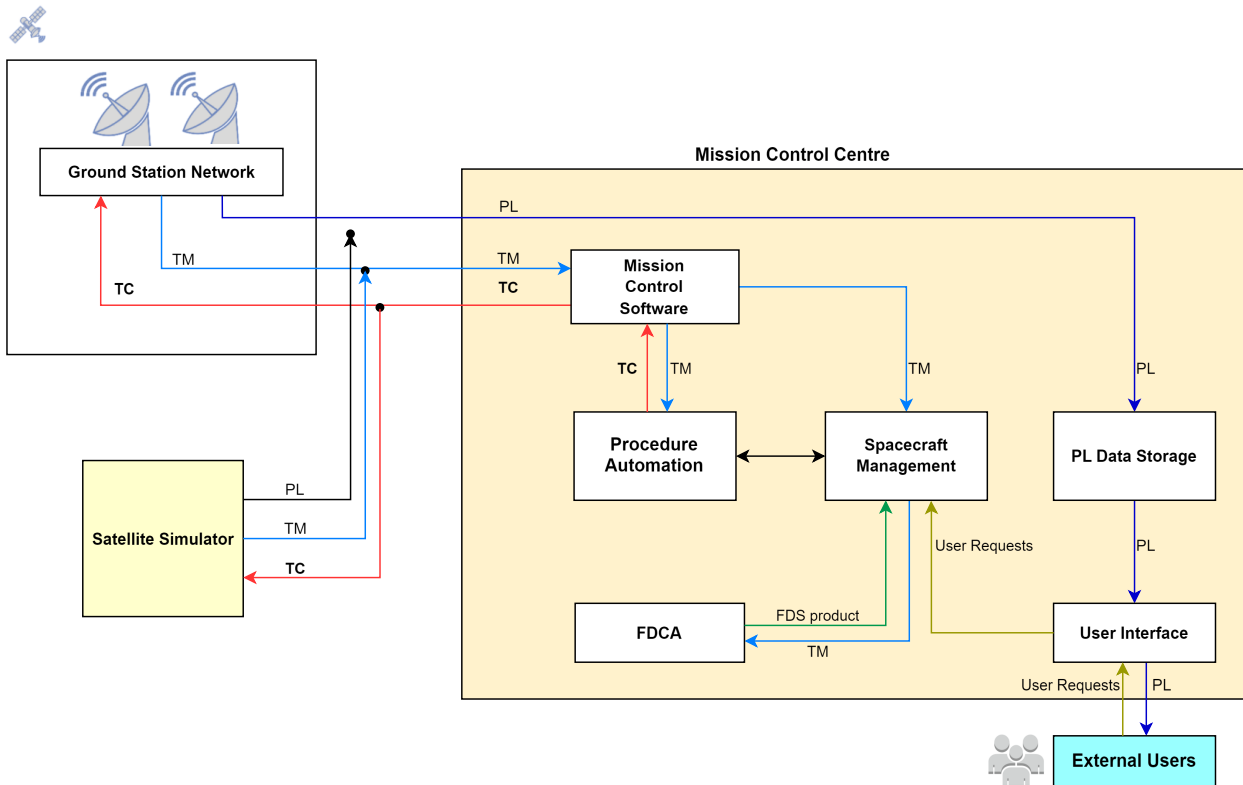 Mission Control Centre
Ground Station Network
PL
TM
TM
TC
TC
Mission
Control
Software
TC
TM
TM
PL
Procedure
Automation
Spacecraft
Management
PL Data Storage
PL
TM
TC
Satellite Simulator
User Requests
PL
FDS product
FDCA
TM
User Interface
User Requests
PL
External Users